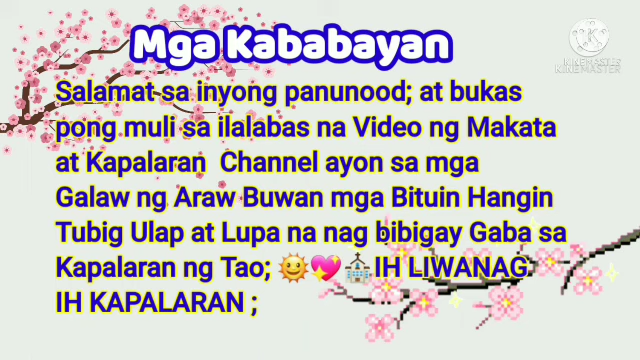 Mga Kababayan
Salamat sa inyong panunood; at bukas
pong muli sa ilalabas na Video ng Makata
at Kapalaran Channel ayon sa mga
Galaw ng Araw Buwan mga Bituin Hangin
Tubig Ulap at Lupa na nag bibigay Gaba sa
Kapalaran ng Tao; 🌞💖⛪IH LIWANAG
IH KAPALARAN ;
KINEMASTER
KINEMASTER